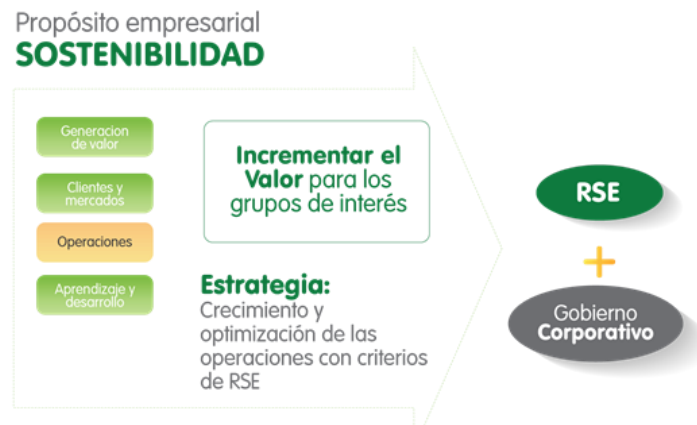 Propósito empresarial
SOSTENIBILIDAD
Generacion
de valor
Clientes y
mercados
Operaciones
Aprendizaje y
desarrollo
Incrementar el
Valor para los
grupos de interés
Estrategia:
Crecimiento y
optimización de las
operaciones con criterios
de RSE
RSE
+
Gobierno
Corporativo